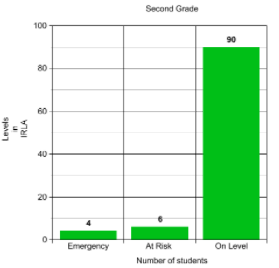 Second Grade
100
80
60
40
20
0
Levels
in
IRLA
4
6
90
Emergency At Risk On Level
Number of students